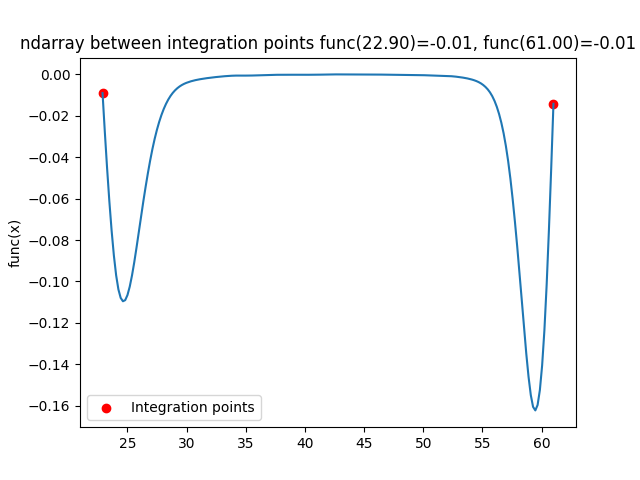 ndarray between integration points func(22.90)=-0.01, func(61.00)=-0.01
0.00
−0.02
−0.04
−0.06
−0.08
−0.10
−0.12
−0.14
−0.16
func(x)
Integration points
25 30 35 40 45 50 55 60